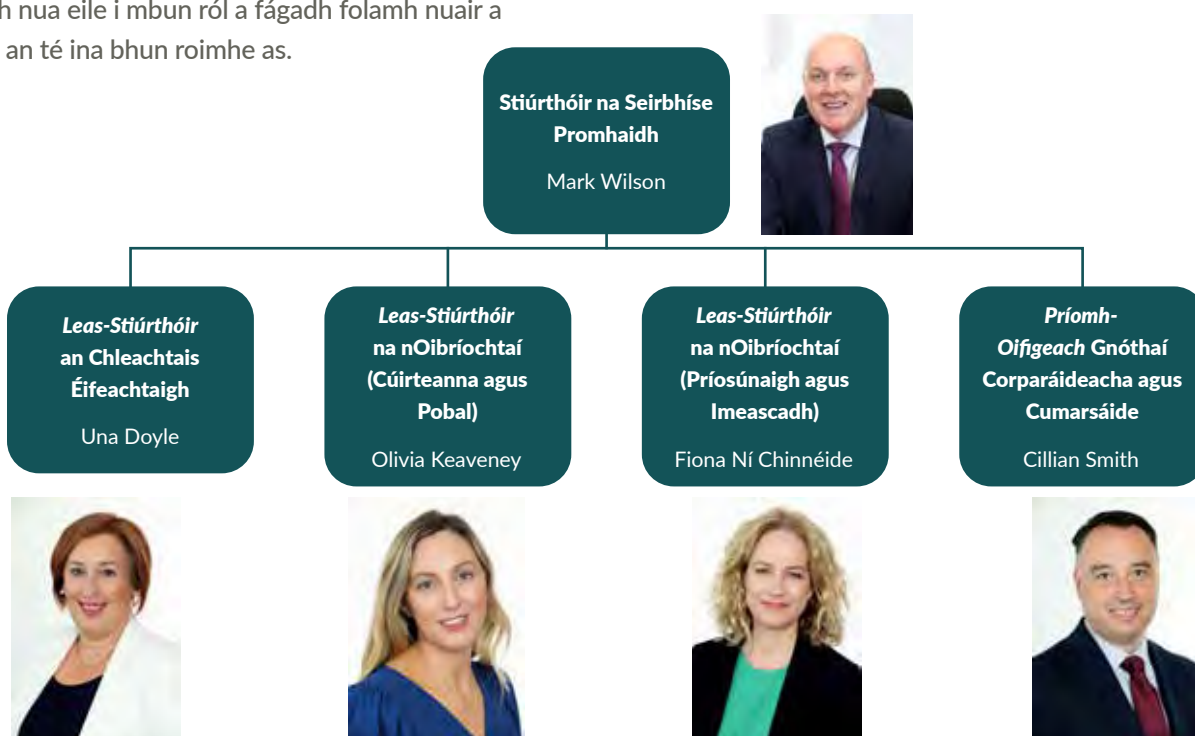 nua eile i mbun ról a fágadh folamh nuair a
an té ina bhun roimhe as.
Stiúrthóir na Seirbhíse
Promhaidh
Mark Wilson
Leas-Stiúrthóir
an Chleachtais
Éifeachtaigh
Una Doyle
Leas-Stiúrthóir
na nOibríochtaí
(Cúirteanna agus
Pobal)
Olivia Keaveney
Leas-Stiúrthóir
na nOibríochtaí
(Príosúnaigh agus
Imeascadh)
Fiona Ní Chinnéide
Príomh-
Oifigeach Gnóthaí
Corparáideacha agus
Cumarsáide
Cillian Smith